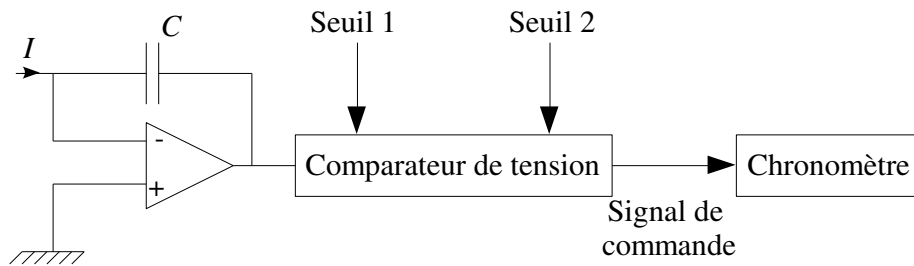 Seuil 1
Seuil 2
I
C
-
+
Comparateur de tension
Chronomètre
Signal de
commande